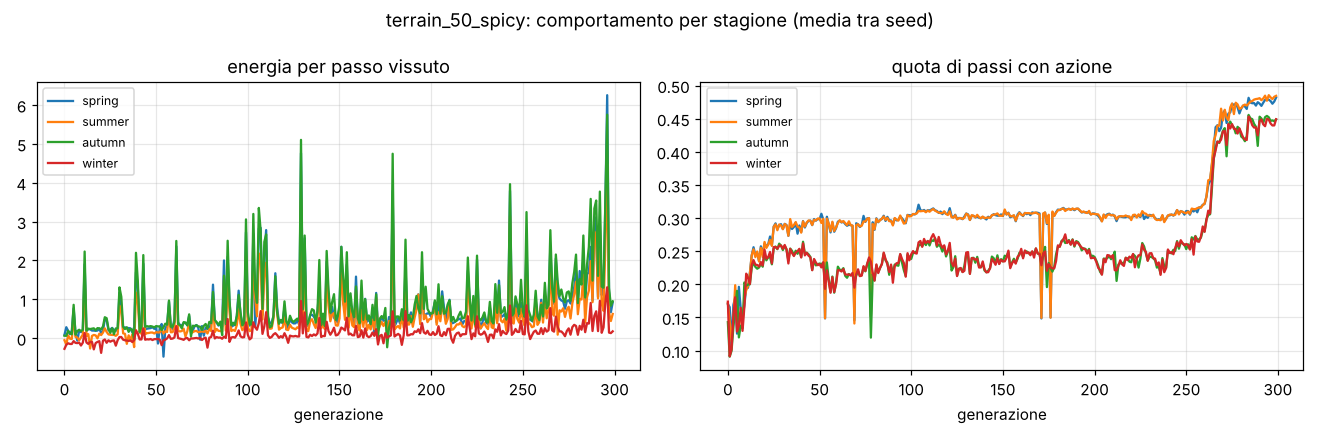 terrain_50_spicy: comportamento per stagione (media tra seed)
energia per passo vissuto
spring
summer
autumn
winter
6
5
4
3
2
1
0
0 50 100 150 200 250 300
generazione
quota di passi con azione
spring
summer
autumn
winter
0.50
0.45
0.40
0.35
0.30
0.25
0.20
0.15
0.10
0 50 100 150 200 250 300
generazione